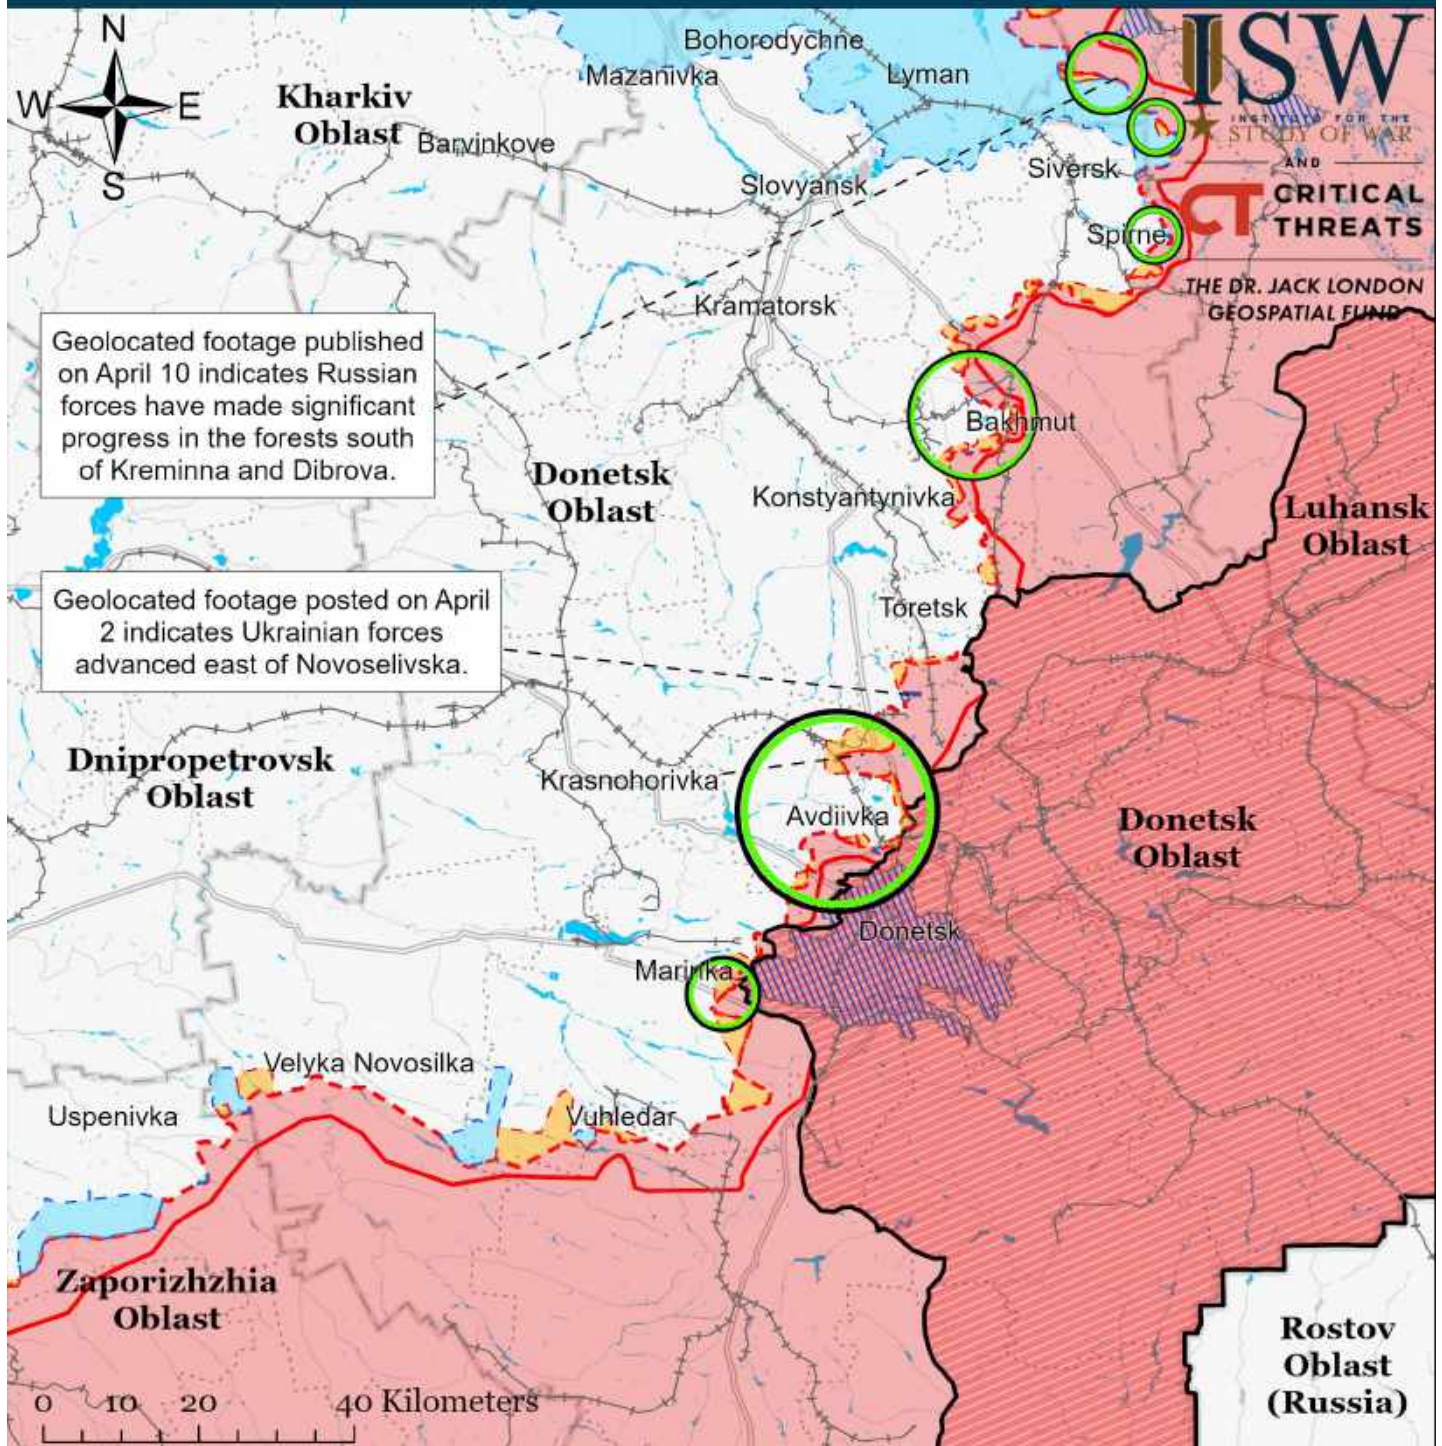 N
W
E
S
Kharkiv
Oblast
Barvinkove
Bohorodychne
Mazanivka
Lyman
Slovyansk
Siversk
Spirne
ISW
INSTITUTE FOR THE
STUDY OF WAR
AND
CT CRITICAL
THREATS
THE DR. JACK LONDON
GEOSPATIAL FUND
Kramatorsk
Geolocated footage published
on April 10 indicates Russian
forces have made significant
progress in the forests south
of Kreminna and Dibrova.
Bakhmut
Donetsk
Oblast
Konstyantynivka
Luhansk
Oblast
Toretsk
Geolocated footage posted on April
2 indicates Ukrainian forces
advanced east of Novoselivska.
Dnipropetrovsk
Oblast
Krasnohorivka
Avdiivka
Donetsk
Oblast
Donetsk
Marinka
Velyka Novosilka
Uspenivka
Vuhledar
Zaporizhzhia
Oblast
Rostov
Oblast
(Russia)
0 10 20 40 Kilometers